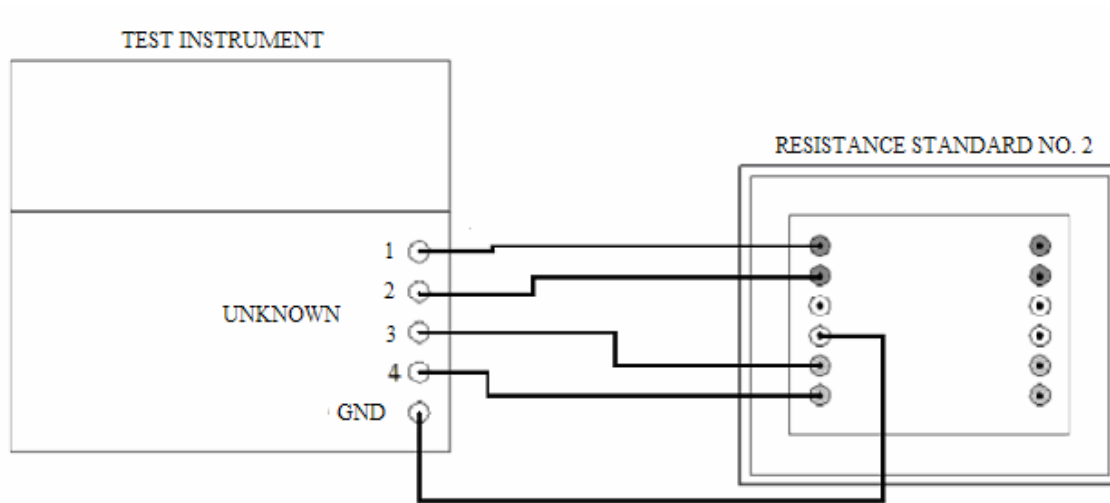 TEST INSTRUMENT
RESISTANCE STANDARD NO. 2
1
2
UNKNOWN
3
4
GND